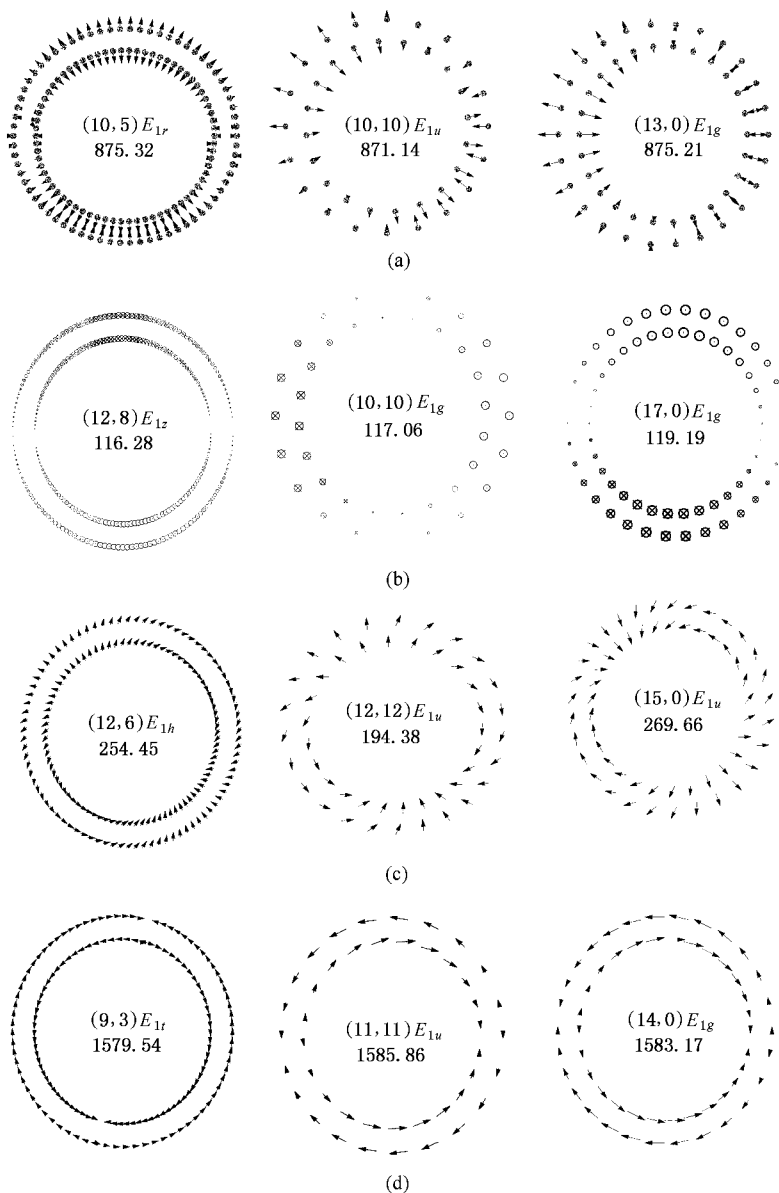 (10,5)E1r
875.32
(10,10)E1u
871.14
(13,0)E1g
875.21
(a)
(12,8)E1z
116.28
(10,10)E1g
117.06
(17,0)E1g
119.19
(b)
(12,6)E1h
254.45
(12,12)E1u
194.38
(15,0)E1u
269.66
(c)
(9,3)E1t
1579.54
(11,11)E1u
1585.86
(14,0)E1g
1583.17
(d)